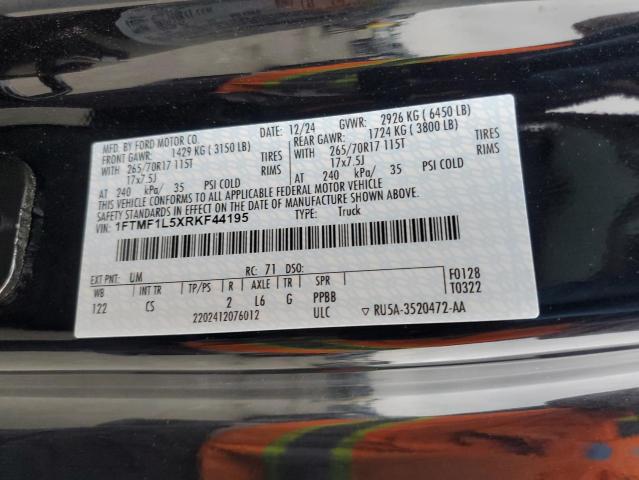 MFD. BY FORD MOTOR CO.
DATE: 12/24 GVWR: 2926 KG ( 6450 LB)
FRONT GAWR: 1429 KG ( 3150 LB)
REAR GAWR: 1724 KG ( 3800 LB)
WITH 265/70R17 115T TIRES
WITH 265/70R17 115T TIRES
17x7.5J RIMS
17x7.5J RIMS
AT 240 kPa/ 35 PSI COLD
AT 240 kPa/ 35 PSI COLD
THIS VEHICLE CONFORMS TO ALL APPLICABLE FEDERAL MOTOR VEHICLE
SAFETY STANDARDS IN EFFECT ON THE DATE OF MANUFACTURE SHOWN ABOVE.
VIN: 1FTMF1L5XRKF44195
TYPE: Truck
EXT PNT: UM RC: 71 DSO:
WB INT TR TP/PS R AXLE TR SPR
122 CS 2 L6 G PPBB
2202412076012 ULC
F0128
T0322
RU5A-3520472-AA